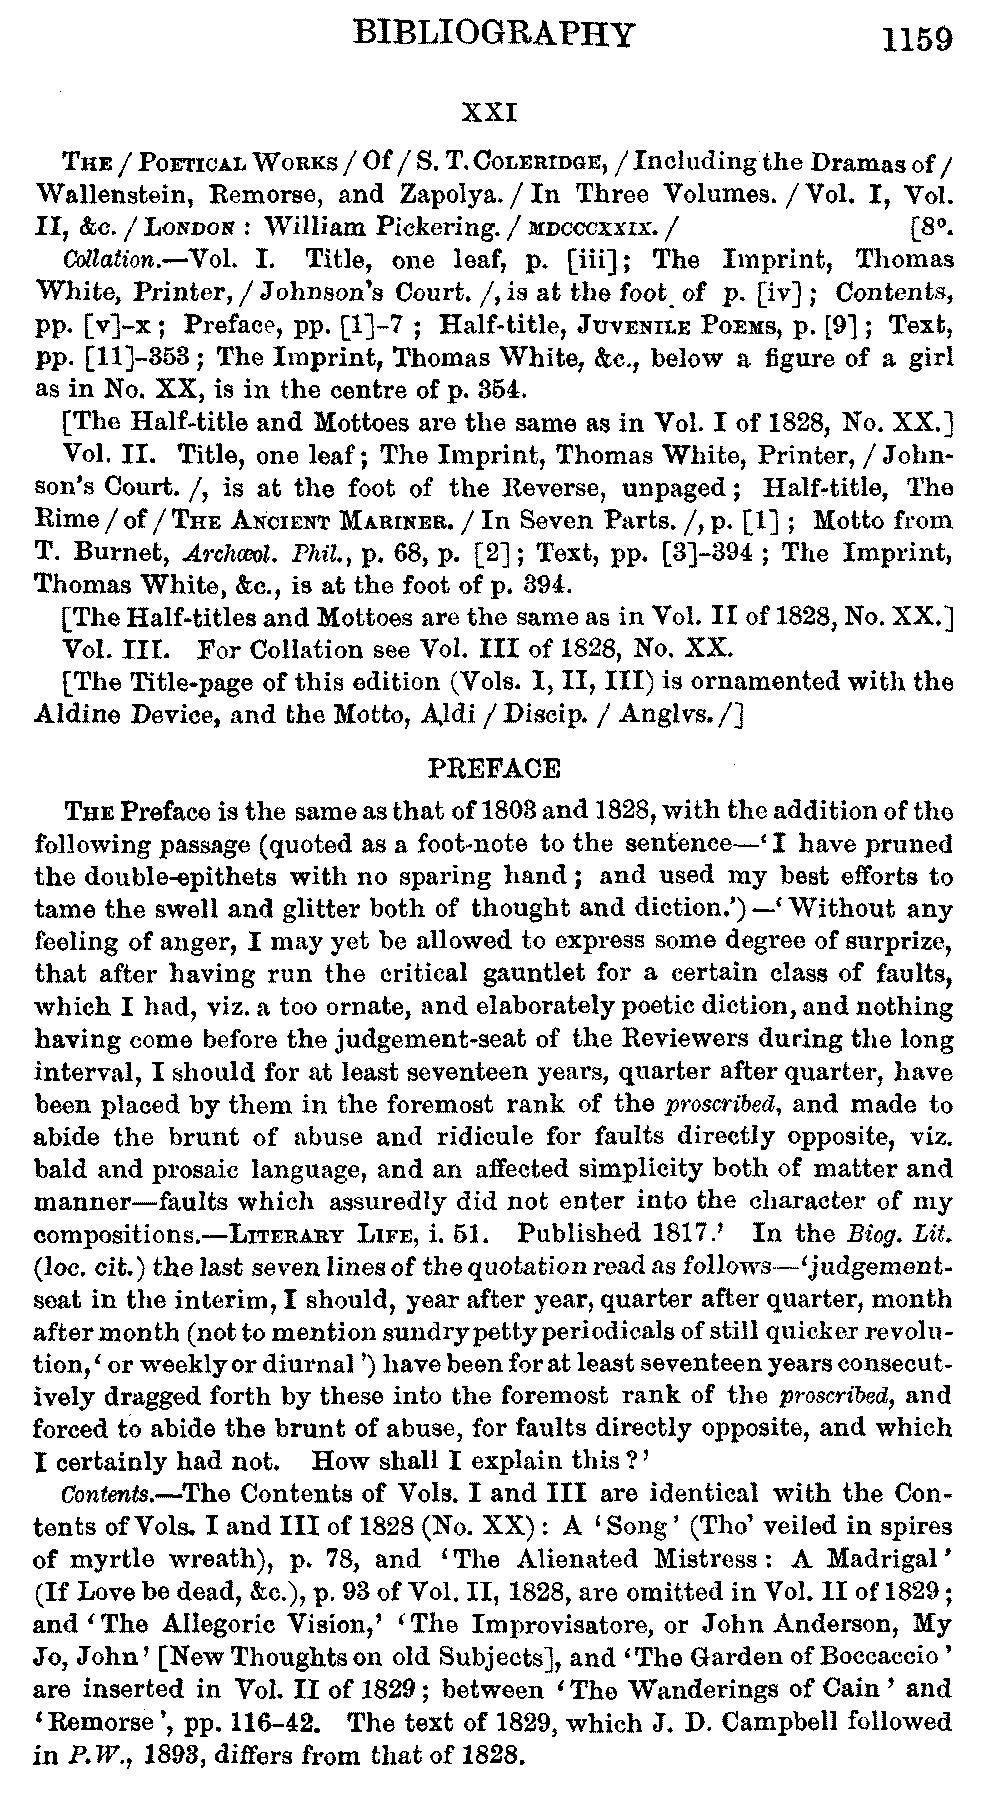 BIBLIOGRAPHY 1159
XXI
THE / POETICAL WORKS / Of / S. T. COLERIDGE, / Including the Dramas of /
Wallenstein, Remorse, and Zapolya. / In Three Volumes. / Vol. I, Vol.
II, &c. / LONDON : William Pickering. / MDCCCXXIX. / [8º.
Collation.—Vol. I. Title, one leaf, p. [iii]; The Imprint, Thomas
White, Printer, / Johnson's Court. /, is at the foot of p. [iv]; Contents,
pp. [v]-x; Preface, pp. [1]-7 ; Half-title, JUVENILE POEMS, p. [9]; Text,
pp. [11]-353; The Imprint, Thomas White, &c., below a figure of a girl
as in No. XX, is in the centre of p. 354.
[The Half-title and Mottoes are the same as in Vol. I of 1828, No. XX.]
Vol. II. Title, one leaf; The Imprint, Thomas White, Printer, / John-
son's Court. /, is at the foot of the Reverse, unpaged; Half-title, The
Rime / of / THE ANCIENT MARINER. / In Seven Parts. /, p. [1] ; Motto from
T. Burnet, Archæol. Phil., p. 68, p. [2]; Text, pp. [3]-394 ; The Imprint,
Thomas White, &c., is at the foot of p. 394.
[The Half-titles and Mottoes are the same as in Vol. II of 1828, No. XX.]
Vol. III. For Collation see Vol. III of 1828, No. XX.
[The Title-page of this edition (Vols. I, II, III) is ornamented with the
Aldine Device, and the Motto, Aldi / Discip. / Anglvs. /]
PREFACE
THE Preface is the same as that of 1803 and 1828, with the addition of the
following passage (quoted as a foot-note to the sentence—'I have pruned
the double-epithets with no sparing hand; and used my best efforts to
tame the swell and glitter both of thought and diction.')—'Without any
feeling of anger, I may yet be allowed to express some degree of surprize,
that after having run the critical gauntlet for a certain class of faults,
which I had, viz. a too ornate, and elaborately poetic diction, and nothing
having come before the judgement-seat of the Reviewers during the long
interval, I should for at least seventeen years, quarter after quarter, have
been placed by them in the foremost rank of the proscribed, and made to
abide the brunt of abuse and ridicule for faults directly opposite, viz.
bald and prosaic language, and an affected simplicity both of matter and
manner—faults which assuredly did not enter into the character of my
compositions.—LITERARY LIFE, i. 51. Published 1817.' In the Biog. Lit.
(loc. cit.) the last seven lines of the quotation read as follows—'judgement-
seat in the interim, I should, year after year, quarter after quarter, month
after month (not to mention sundry petty periodicals of still quicker revolu-
tion, 'or weekly or diurnal') have been for at least seventeen years consecut-
ively dragged forth by these into the foremost rank of the proscribed, and
forced to abide the brunt of abuse, for faults directly opposite, and which
I certainly had not. How shall I explain this?'
Contents.—The Contents of Vols. I and III are identical with the Con-
tents of Vols. I and III of 1828 (No. XX): A 'Song' (Tho' veiled in spires
of myrtle wreath), p. 78, and 'The Alienated Mistress: A Madrigal'
(If Love be dead, &c.), p. 93 of Vol. II, 1828, are omitted in Vol. II of 1829;
and 'The Allegoric Vision,' 'The Improvisatore, or John Anderson, My
Jo, John' [New Thoughts on old Subjects], and 'The Garden of Boccaccio'
are inserted in Vol. II of 1829; between 'The Wanderings of Cain' and
'Remorse', pp. 116-42. The text of 1829, which J. D. Campbell followed
in P.W., 1893, differs from that of 1828.